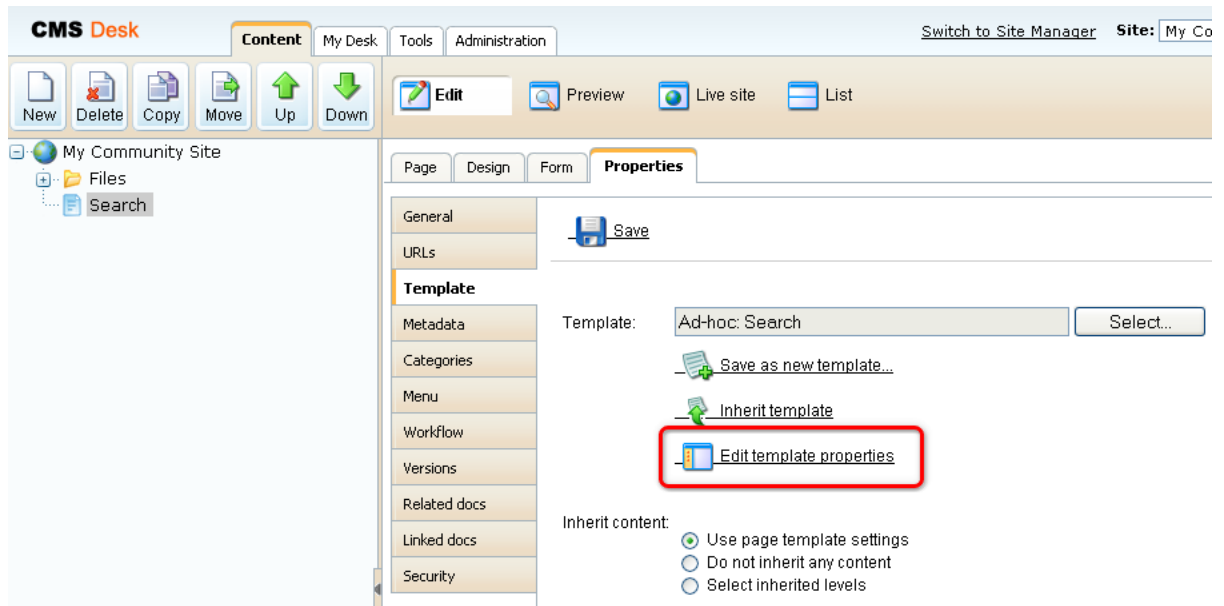 CMS Desk
Content My Desk Tools Administration
Switch to Site Manager Site: My Co
New Delete Copy Move Up Down
Edit Preview Live site List
My Community Site
Files
Search
Page Design Form Properties
General
URLs
Template
Metadata
Categories
Menu
Workflow
Versions
Related docs
Linked docs
Security
Save
Template: Ad-hoc: Search Select...
Save as new template...
Inherit template
Edit template properties
Inherit content:
Use page template settings
Do not inherit any content
Select inherited levels